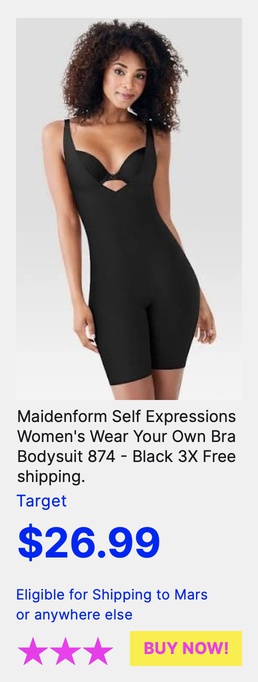 Maidenform Self Expressions
Women's Wear Your Own Bra
Bodysuit 874 - Black 3X Free
shipping.
Target
$26.99
Eligible for Shipping to Mars
or anywhere else
BUY NOW!